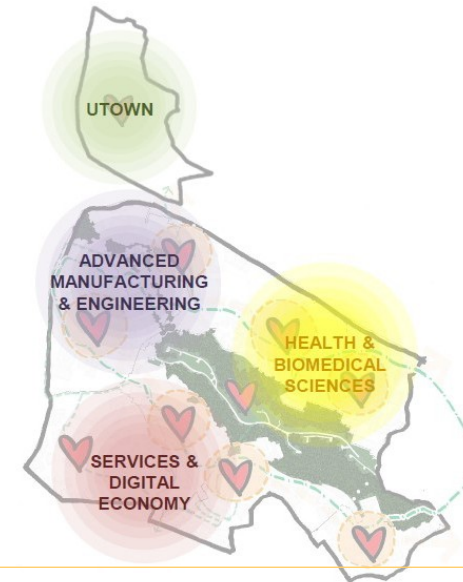 UTOWN
ADVANCED
MANUFACTURING
& ENGINEERING
HEALTH &
BIOMEDICAL
SCIENCES
SERVICES &
DIGITAL
ECONOMY